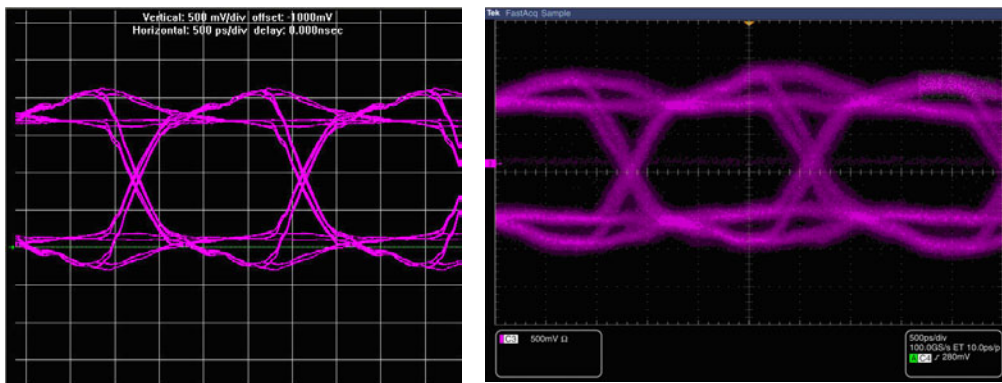 Vertical: 500 mV/div offset: -1000mV
Horizontal: 500 ps/div delay: 0.000nsec
Tek FastAcq Sample
C3 500mV Ω
500ps/div
100.0GS/s ET 10.0ps/p
A C4 ∫ 280mV